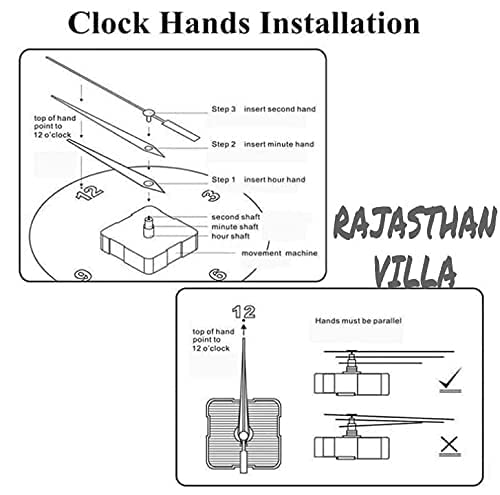 Clock Hands Installation
Step 3 insert second hand
top of hand
point to
12 o'clock
Step 2 insert minute hand
Step 1 insert hour hand
12
3
second shaft
minute shaft
hour shaft
movement machine
9
6
RAJASTHAN
VILLA
12
top of hand
point to
12 o'clock
Hands must be parallel